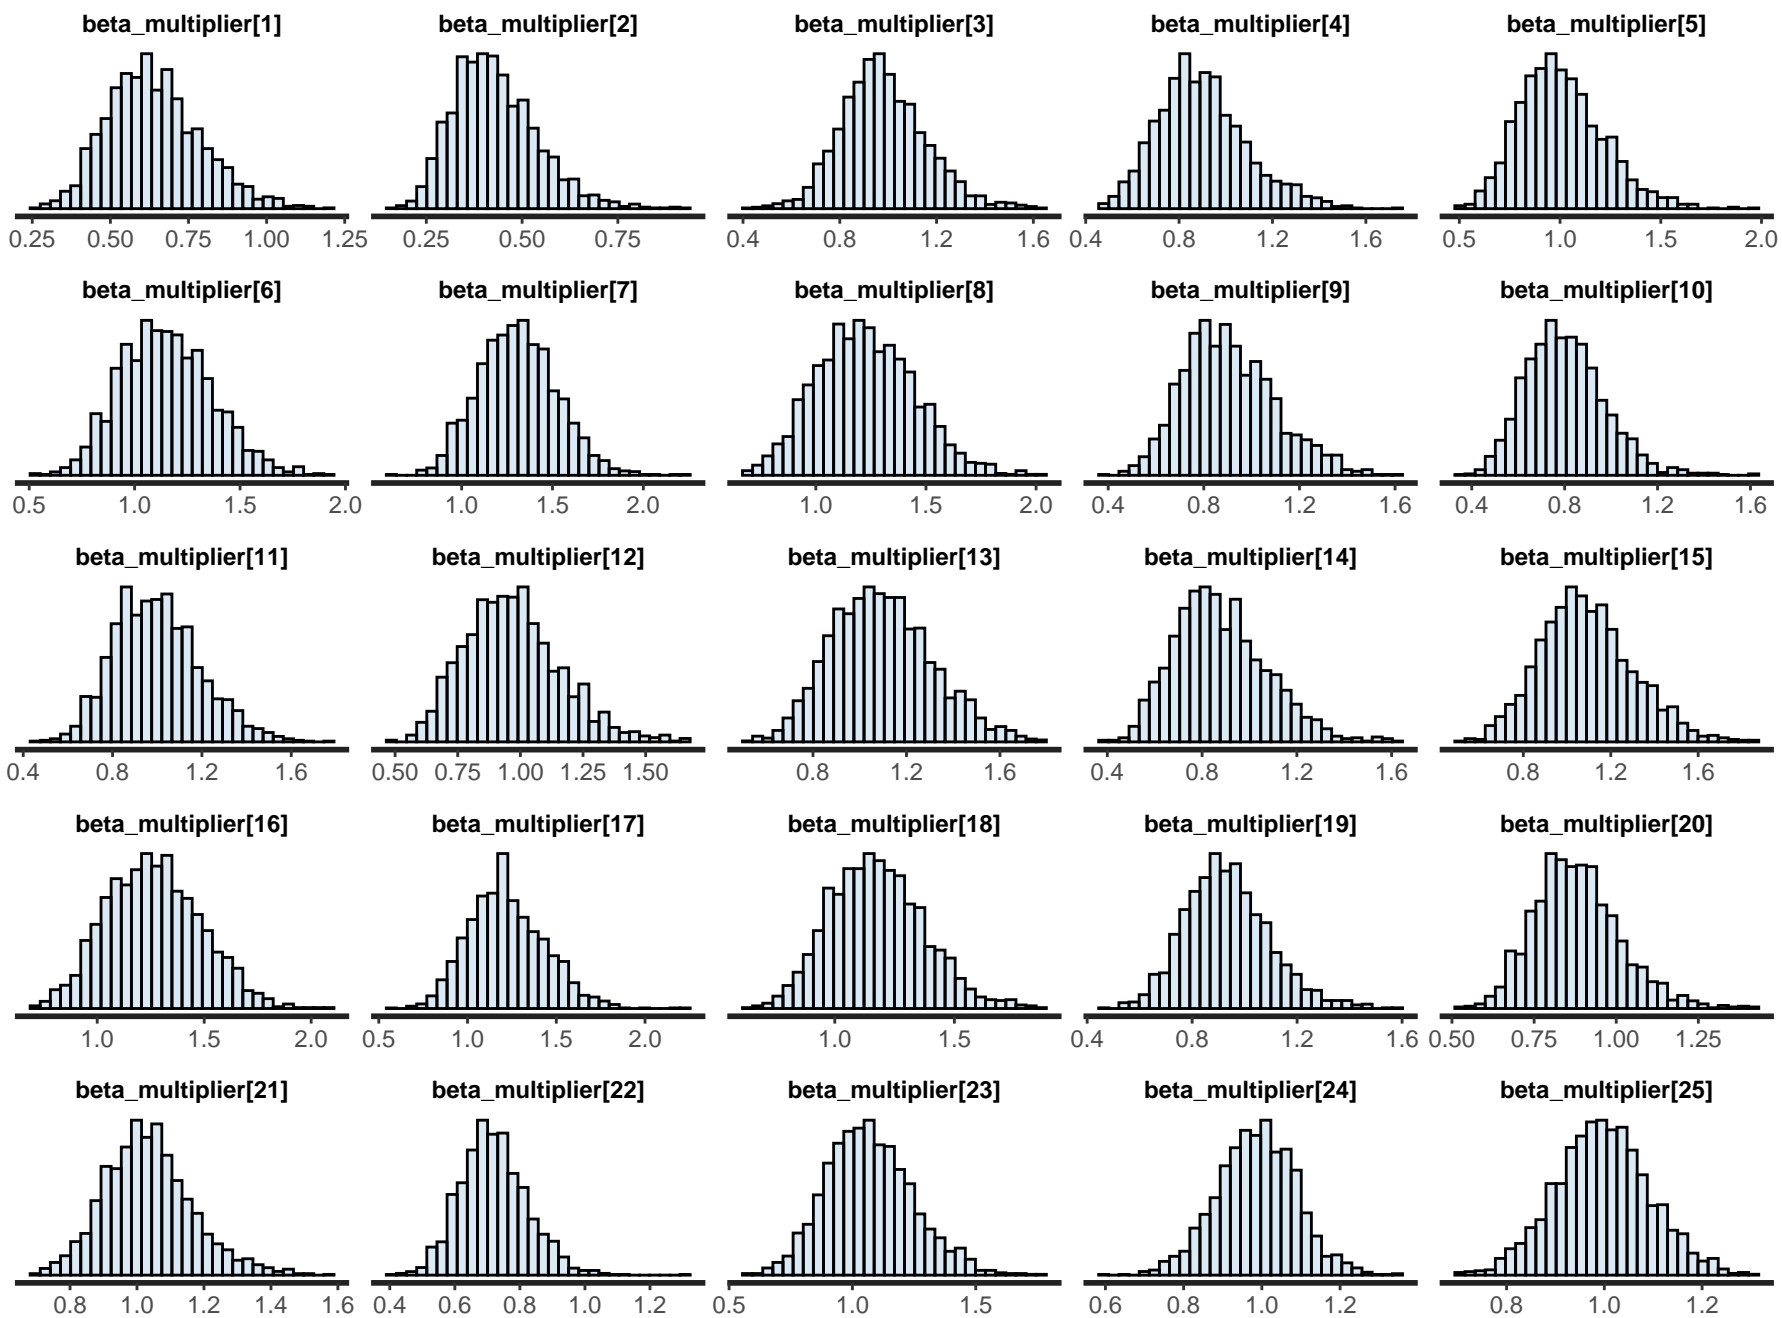 beta_multiplier[1] beta_multiplier[2] beta_multiplier[3] beta_multiplier[4] beta_multiplier[5]
0.25 0.50 0.75 1.00 1.25 0.25 0.50 0.75 0.4 0.8 1.2 1.6 0.4 0.8 1.2 1.6 0.5 1.0 1.5 2.0
beta_multiplier[6] beta_multiplier[7] beta_multiplier[8] beta_multiplier[9] beta_multiplier[10]
0.5 1.0 1.5 2.0 1.0 1.5 2.0 1.0 1.5 2.0 0.4 0.8 1.2 1.6 0.4 0.8 1.2 1.6
beta_multiplier[11] beta_multiplier[12] beta_multiplier[13] beta_multiplier[14] beta_multiplier[15]
0.4 0.8 1.2 1.6 0.50 0.75 1.00 1.25 1.50 0.8 1.2 1.6 0.4 0.8 1.2 1.6 0.8 1.2 1.6
beta_multiplier[16] beta_multiplier[17] beta_multiplier[18] beta_multiplier[19] beta_multiplier[20]
1.0 1.5 2.0 0.5 1.0 1.5 2.0 1.0 1.5 0.4 0.8 1.2 1.6 0.50 0.75 1.00 1.25
beta_multiplier[21] beta_multiplier[22] beta_multiplier[23] beta_multiplier[24] beta_multiplier[25]
0.8 1.0 1.2 1.4 1.6 0.4 0.6 0.8 1.0 1.2 0.5 1.0 1.5 0.6 0.8 1.0 1.2 0.8 1.0 1.2